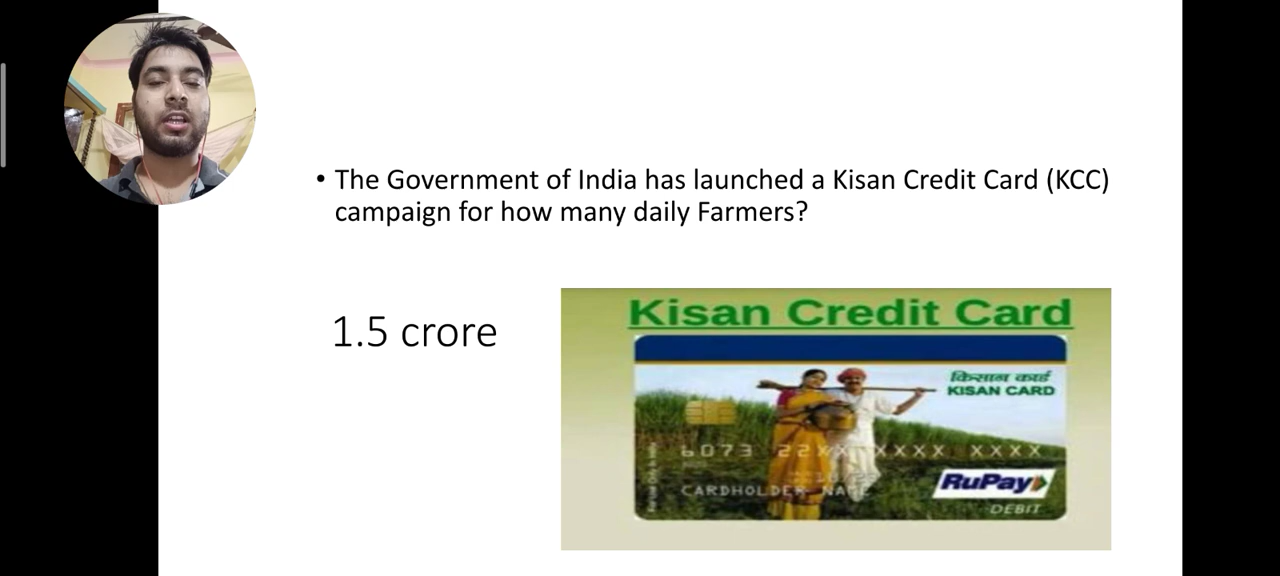 • The Government of India has launched a Kisan Credit Card (KCC)
campaign for how many daily Farmers?
1.5 crore
Kisan Credit Card
किसान कार्ड
KISAN CARD
6073 22XX XXXX XXXX
CARDHOLDER NAME
RuPay
DEBIT